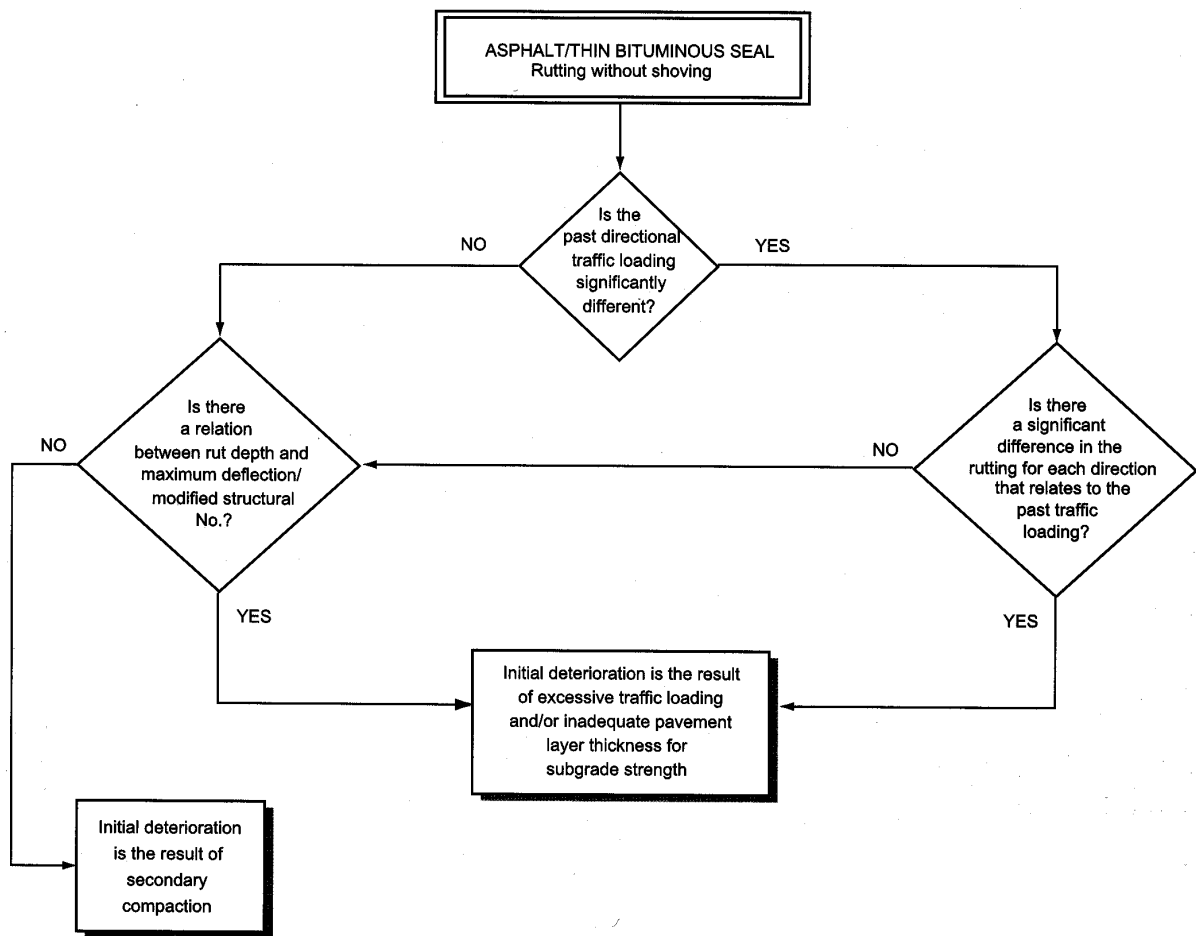 ASPHALT/THIN BITUMINOUS SEAL
Rutting without shoving
Is the
past directional
traffic loading
significantly
different?
NO
YES
Is there
a relation
between rut depth and
maximum deflection/
modified structural
No.?
NO
YES
Is there
a significant
difference in the
rutting for each direction
that relates to the
past traffic
loading?
NO
YES
Initial deterioration is the result
of excessive traffic loading
and/or inadequate pavement
layer thickness for
subgrade strength
Initial deterioration
is the result of
secondary
compaction